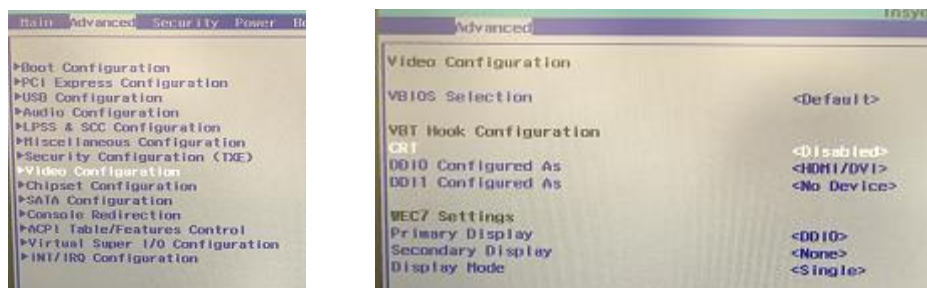 Main Advanced Security Power
▶Boot Configuration
▶PCI Express Configuration
▶USB Configuration
▶Audio Configuration
▶LPSS & SCC Configuration
▶Miscellaneous Configuration
▶Security Configuration (TXE)
▶Video Configuration
▶Chipset Configuration
▶SATA Configuration
▶Console Redirection
▶ACPI Table/Features Control
▶Virtual Super I/O Configuration
▶INT/IRQ Configuration
Insyd
Advanced
Video Configuration
VBIOS Selection <Default>
VBT Hook Configuration
CRT <Disabled>
DDI0 Configured As <HDMI/DVI>
DDI1 Configured As <No Device>
WEC7 Settings
Primary Display <DDI0>
Secondary Display <None>
Display Mode <Single>